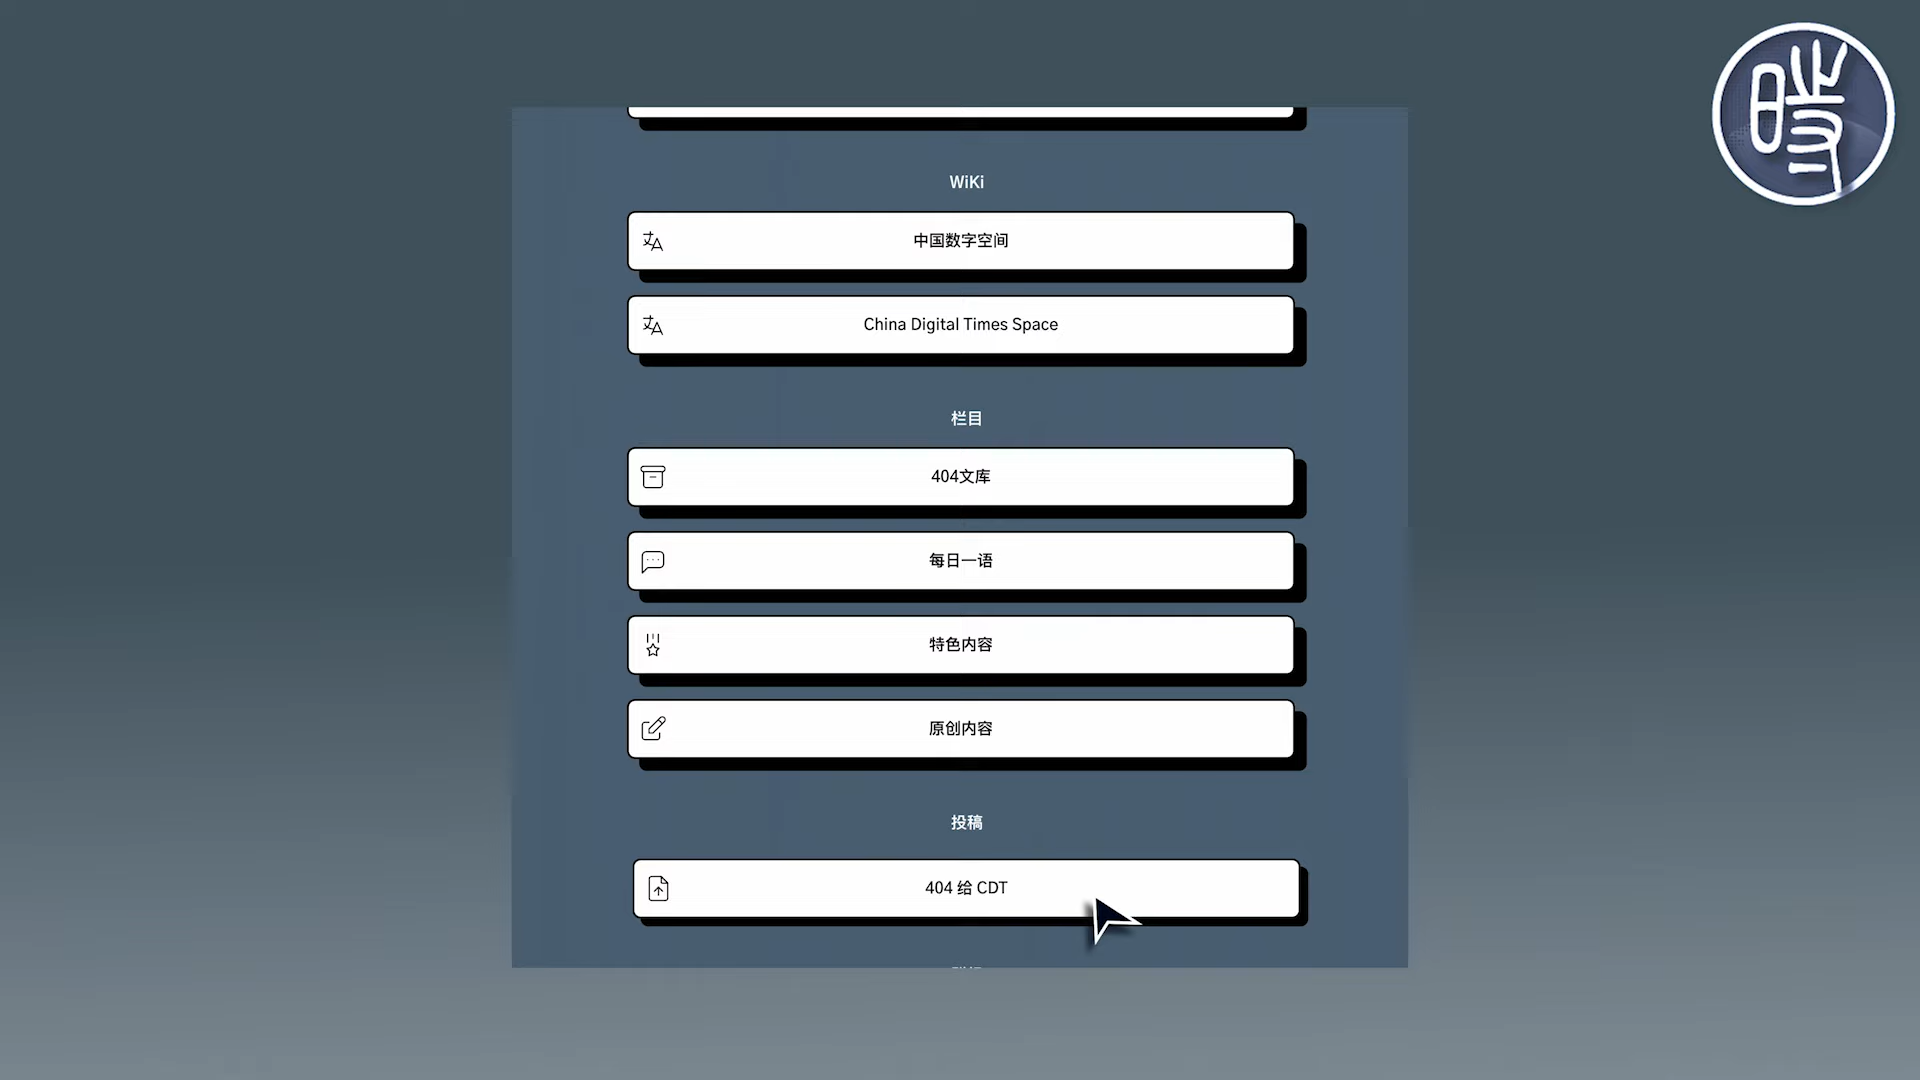 WiKi
中国数字空间
China Digital Times Space
栏目
404文库
每日一语
特色内容
原创内容
投稿
404 给 CDT